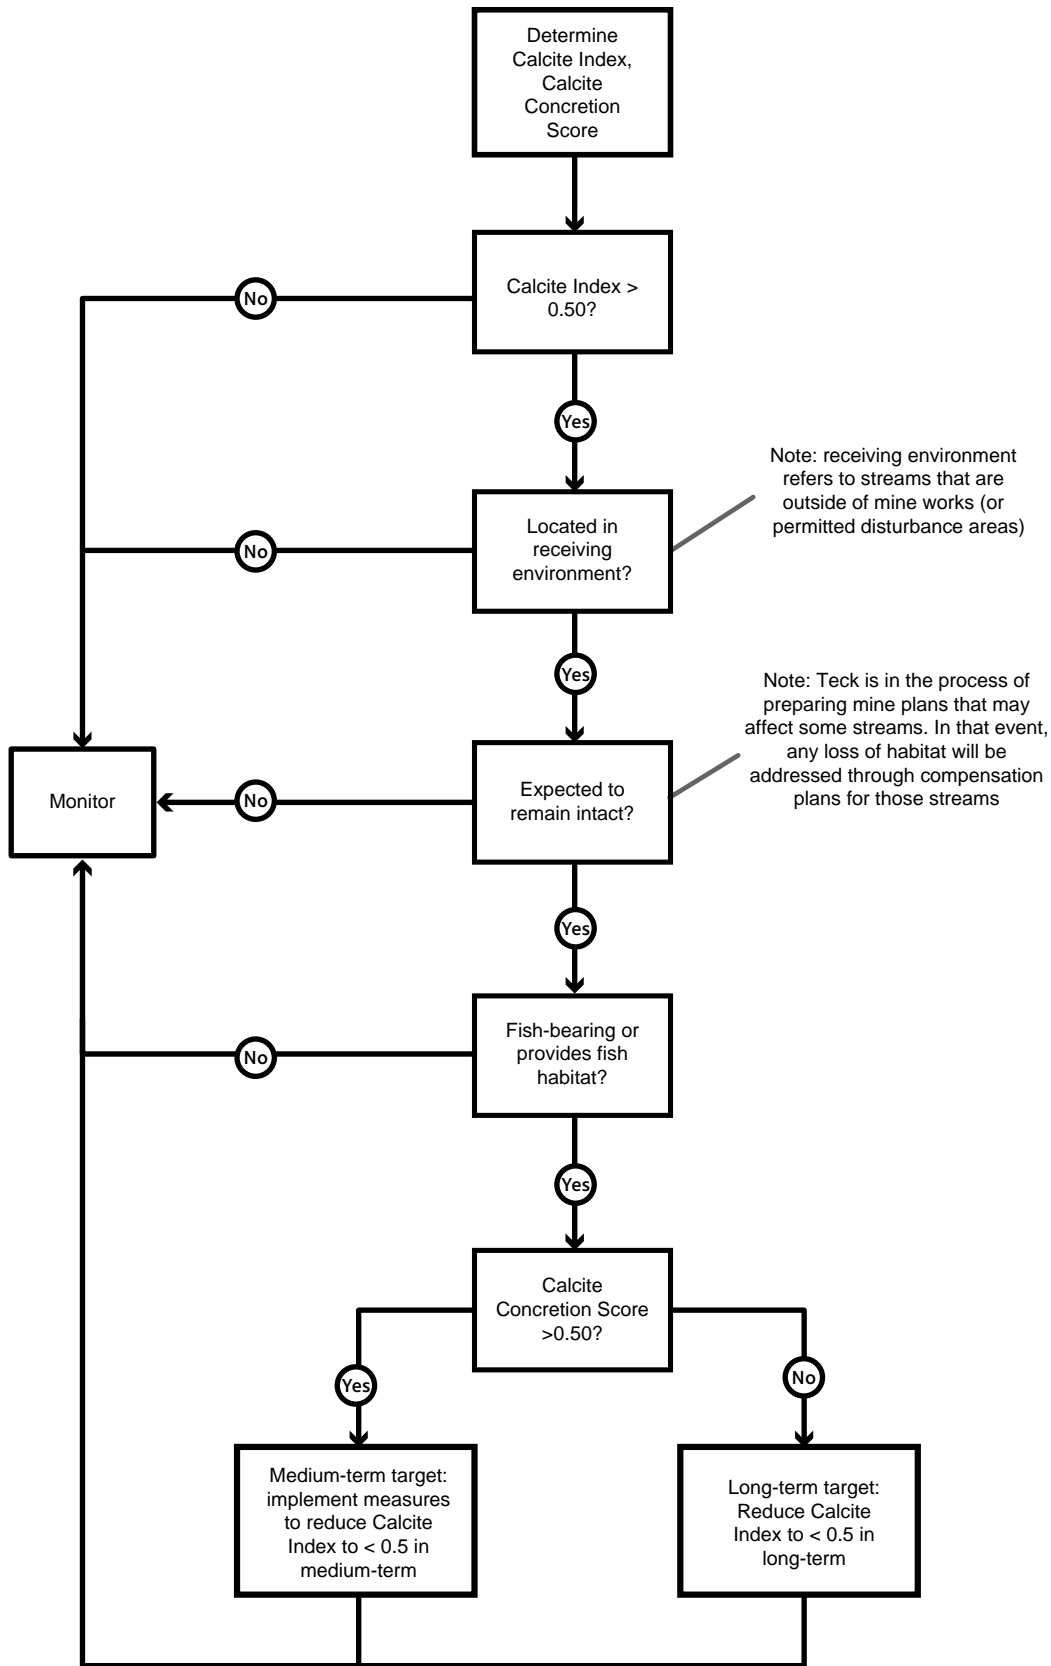 Determine
Calcite Index,
Calcite
Concretion
Score
No
Calcite Index >
0.50?
Yes
Note: receiving environment
refers to streams that are
outside of mine works (or
permitted disturbance areas)
No
Located in
receiving
environment?
Yes
Note: Teck is in the process of
preparing mine plans that may
affect some streams. In that event,
any loss of habitat will be
addressed through compensation
plans for those streams
Monitor
No
Expected to
remain intact?
Yes
No
Fish-bearing or
provides fish
habitat?
Yes
Calcite
Concretion Score
>0.50?
Yes
No
Medium-term target:
implement measures
to reduce Calcite
Index to < 0.5 in
medium-term
Long-term target:
Reduce Calcite
Index to < 0.5 in
long-term